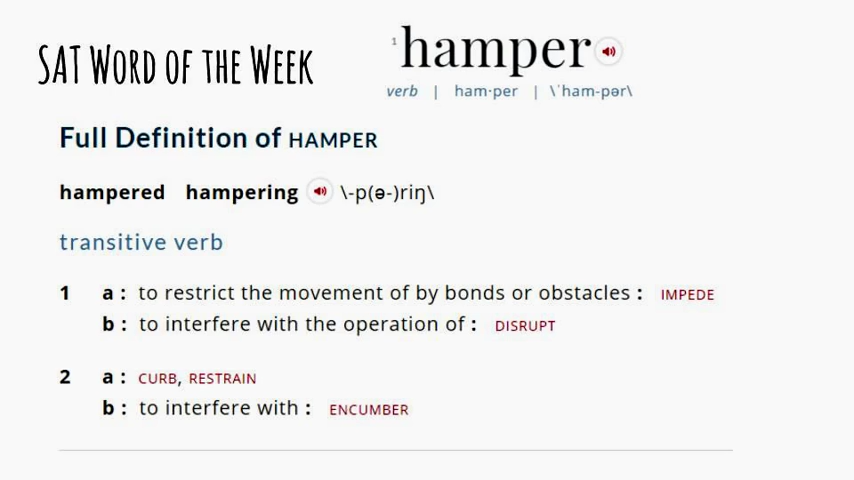 SAT WORD OF THE WEEK
1hamper
verb | ham·per | \ˈham-pər\
Full Definition of HAMPER
hampered hampering \-p(ə-)riŋ\
transitive verb
1 a : to restrict the movement of by bonds or obstacles : IMPEDE
b : to interfere with the operation of : DISRUPT
2 a : CURB, RESTRAIN
b : to interfere with : ENCUMBER